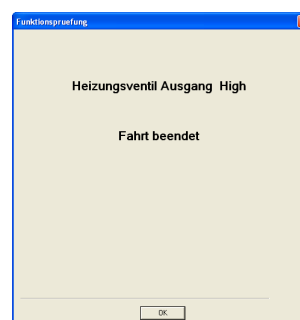 Funktionspruefung
Heizungsventil Ausgang High
Fahrt beendet
OK